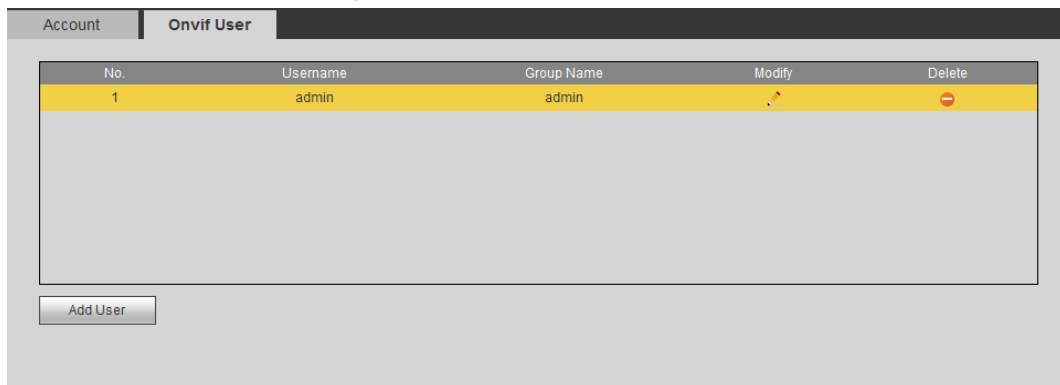 Account Onvif User
No. Username Group Name Modify Delete
1 admin admin
Add User